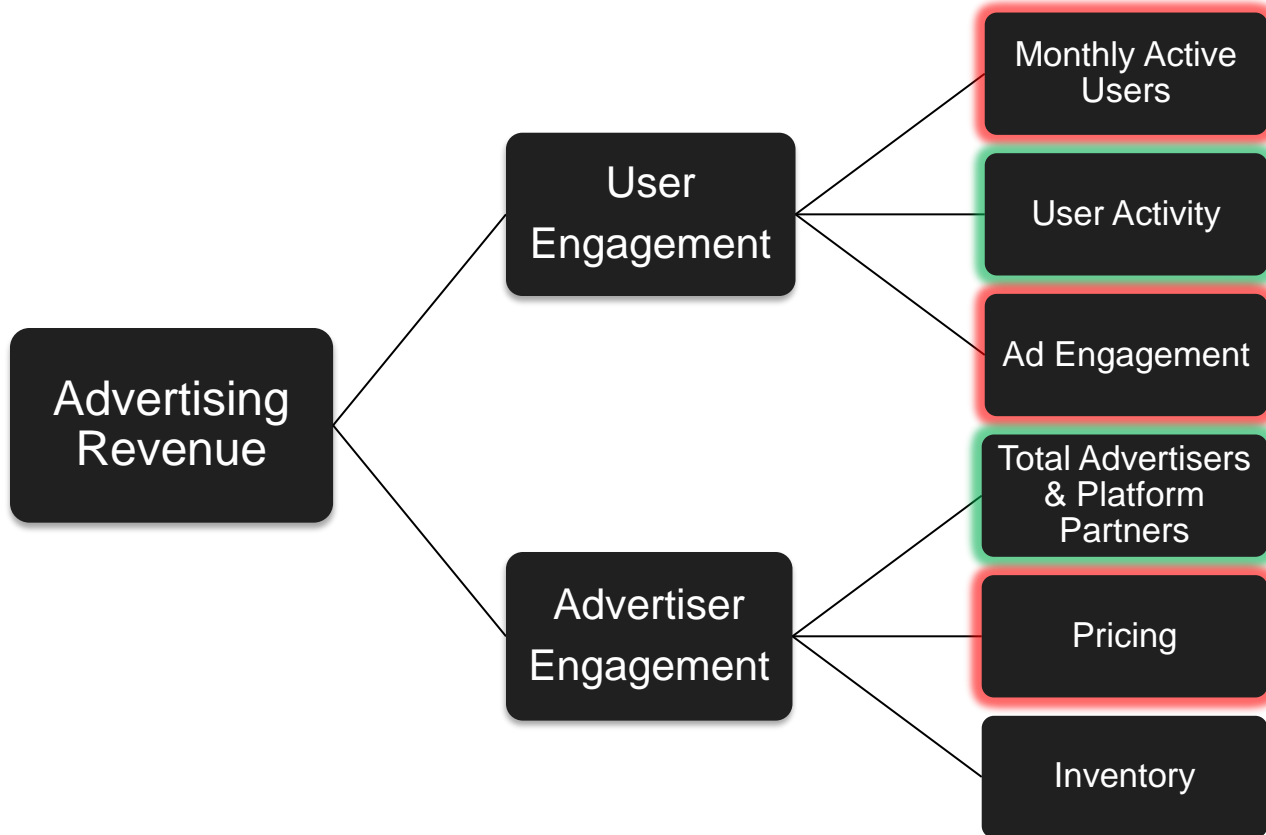 Advertising
Revenue
User
Engagement
Advertiser
Engagement
Monthly Active
Users
User Activity
Ad Engagement
Total Advertisers
& Platform
Partners
Pricing
Inventory